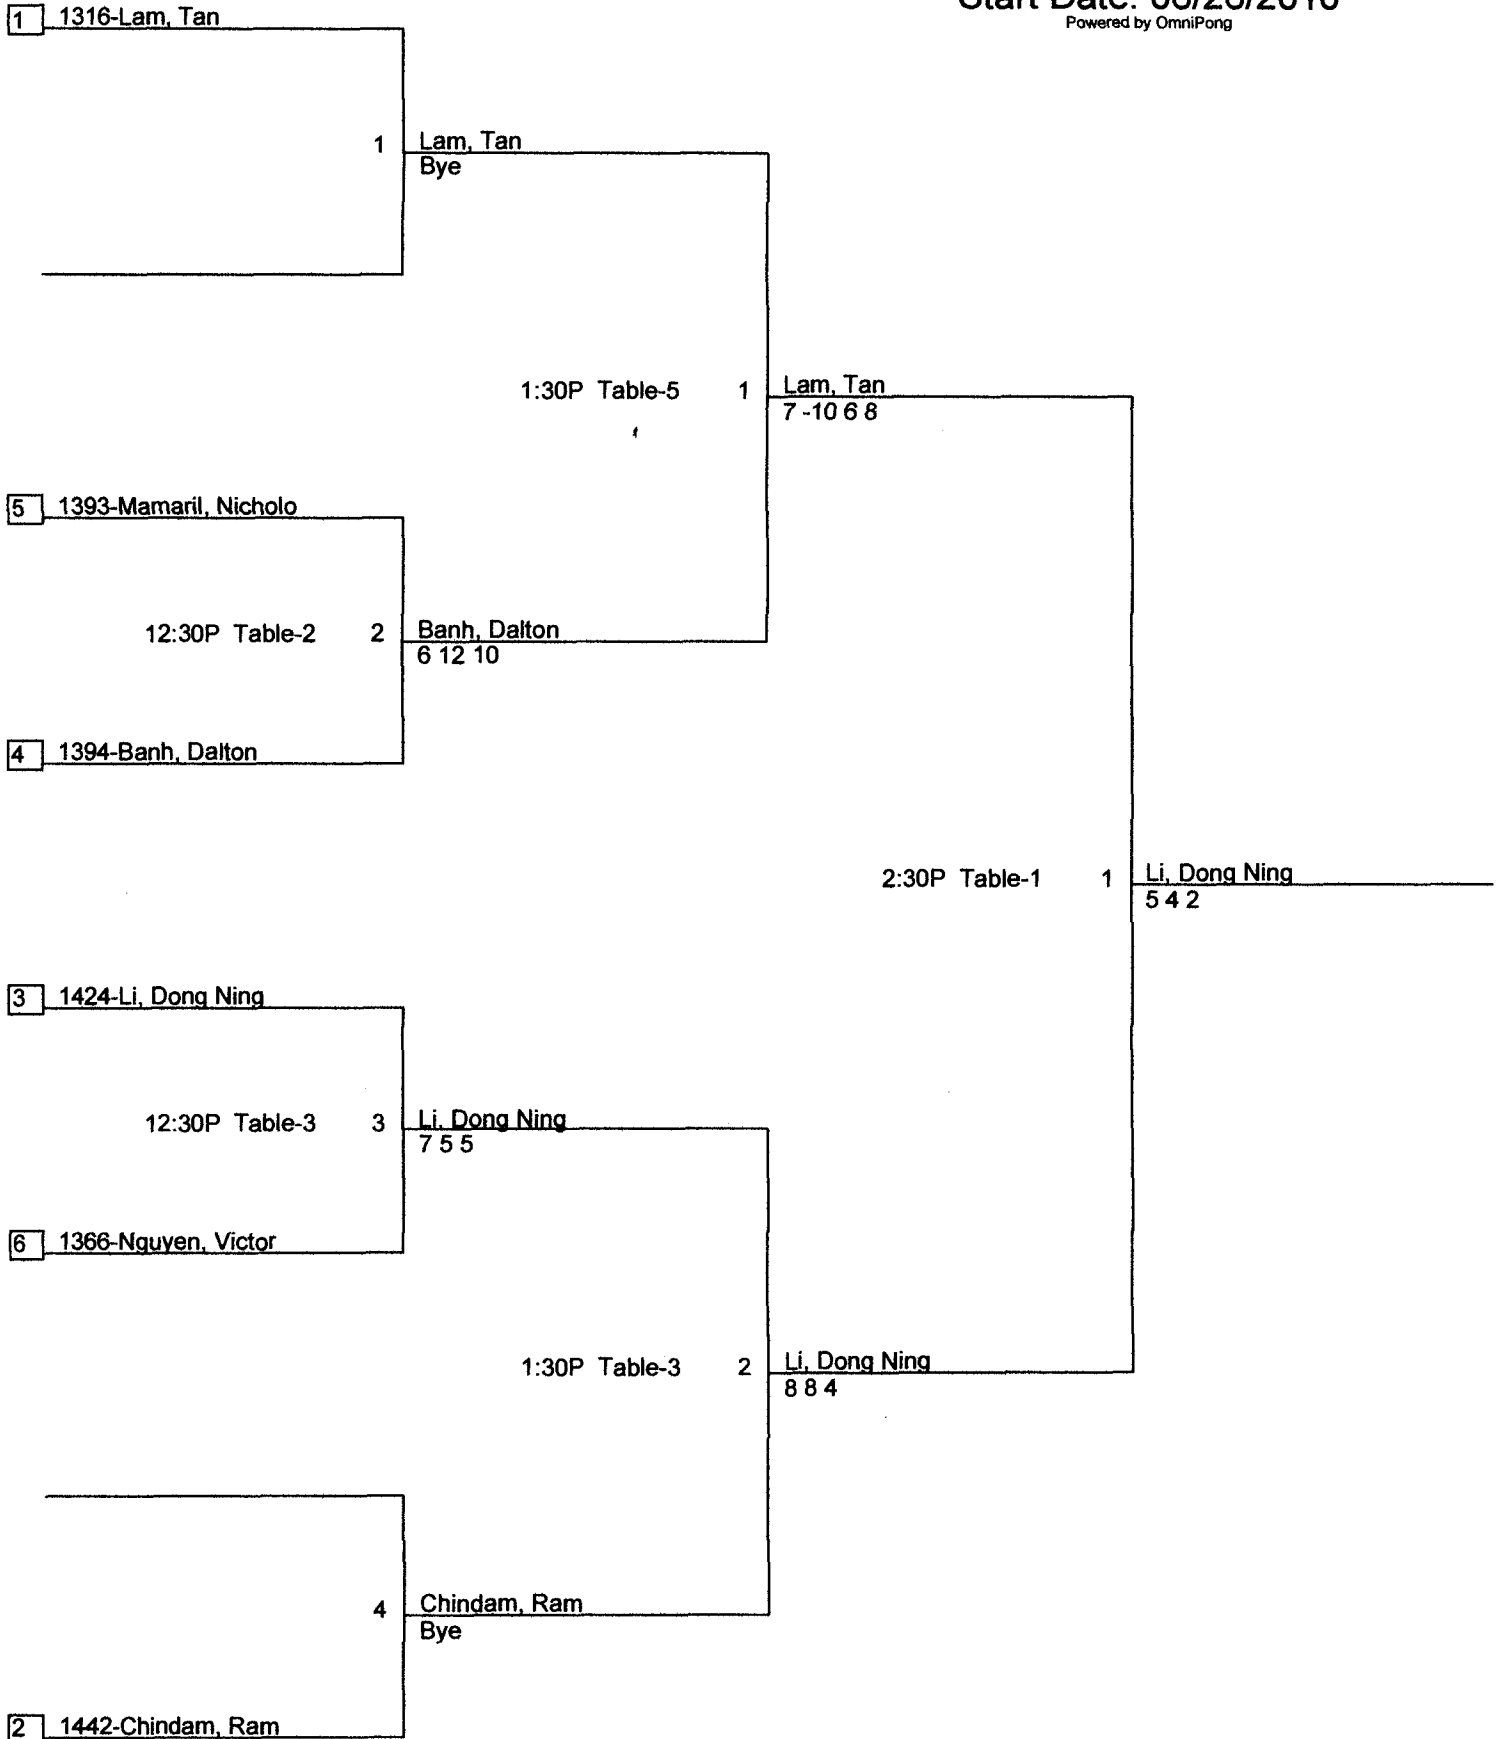 1 1316-Lam, Tan
Powered by OmniPong
1 Lam, Tan
Bye
1:30P Table-5 1 Lam, Tan
7 -10 6 8
5 1393-Mamaril, Nicholo
12:30P Table-2 2 Banh, Dalton
6 12 10
4 1394-Banh, Dalton
2:30P Table-1 1 Li, Dong Ning
5 4 2
3 1424-Li, Dong Ning
12:30P Table-3 3 Li, Dong Ning
7 5 5
6 1366-Nguyen, Victor
1:30P Table-3 2 Li, Dong Ning
8 8 4
4 Chindam, Ram
Bye
2 1442-Chindam, Ram